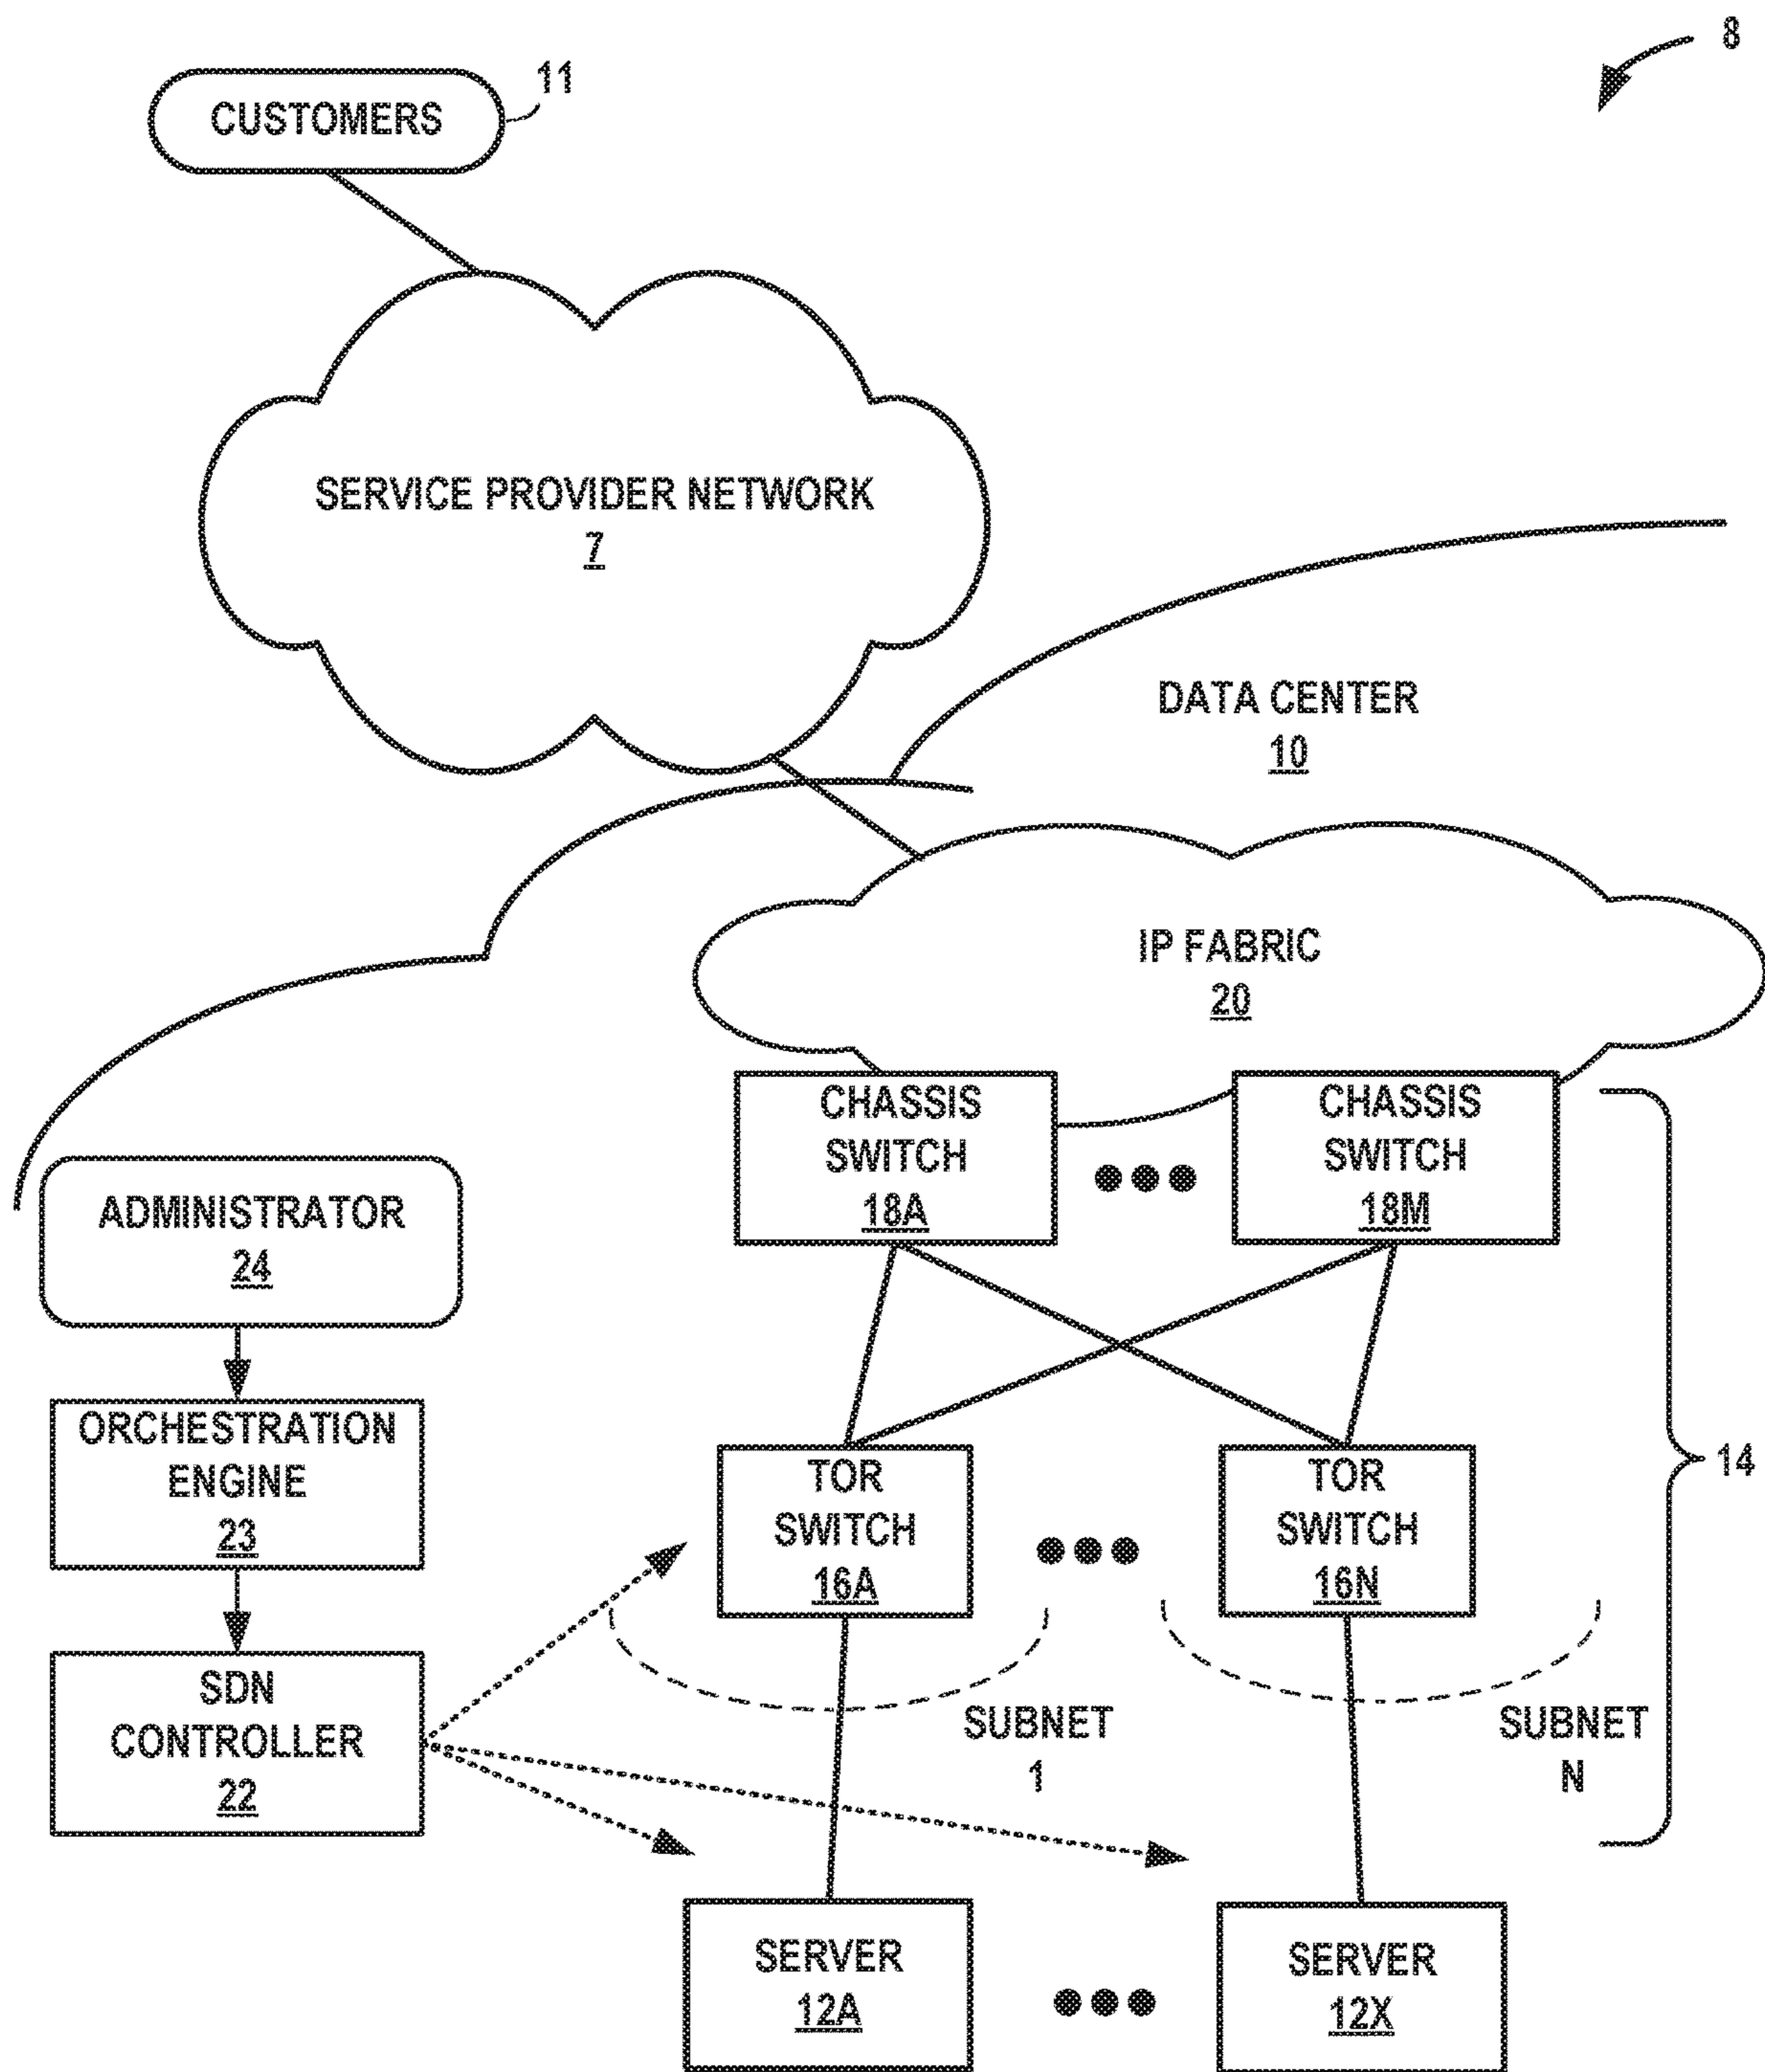 8
CUSTOMERS
11
SERVICE PROVIDER NETWORK
7
DATA CENTER
10
IP FABRIC
20
CHASSIS
SWITCH
18A
CHASSIS
SWITCH
18M
ADMINISTRATOR
24
ORCHESTRATION
ENGINE
23
TOR
SWITCH
16A
TOR
SWITCH
16N
14
SDN
CONTROLLER
22
SUBNET
1
SUBNET
N
SERVER
12A
SERVER
12X